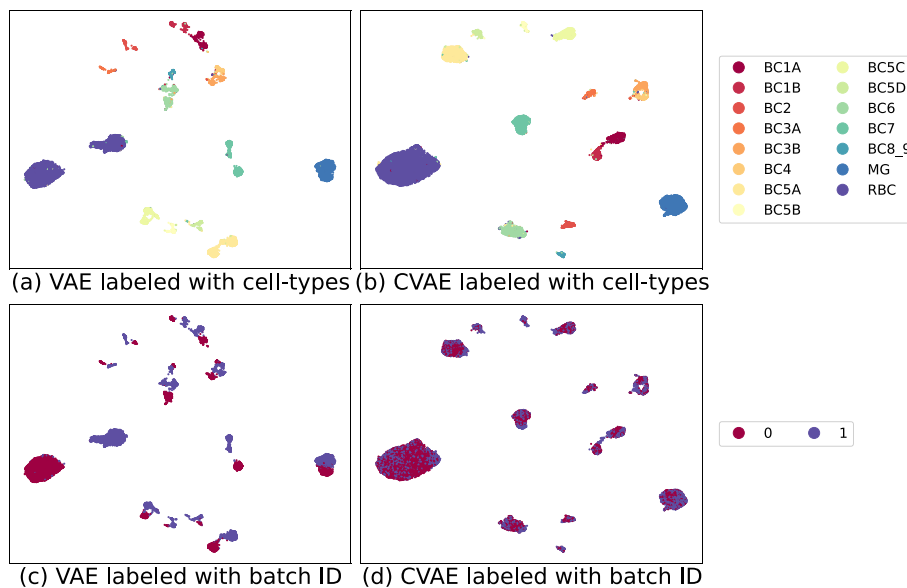 BC1A
BC1B
BC2
BC3A
BC3B
BC4
BC5A
BC5B
BC5C
BC5D
BC6
BC7
BC8_9
MG
RBC
(a) VAE labeled with cell-types
(b) CVAE labeled with cell-types
0 1
(c) VAE labeled with batch ID
(d) CVAE labeled with batch ID